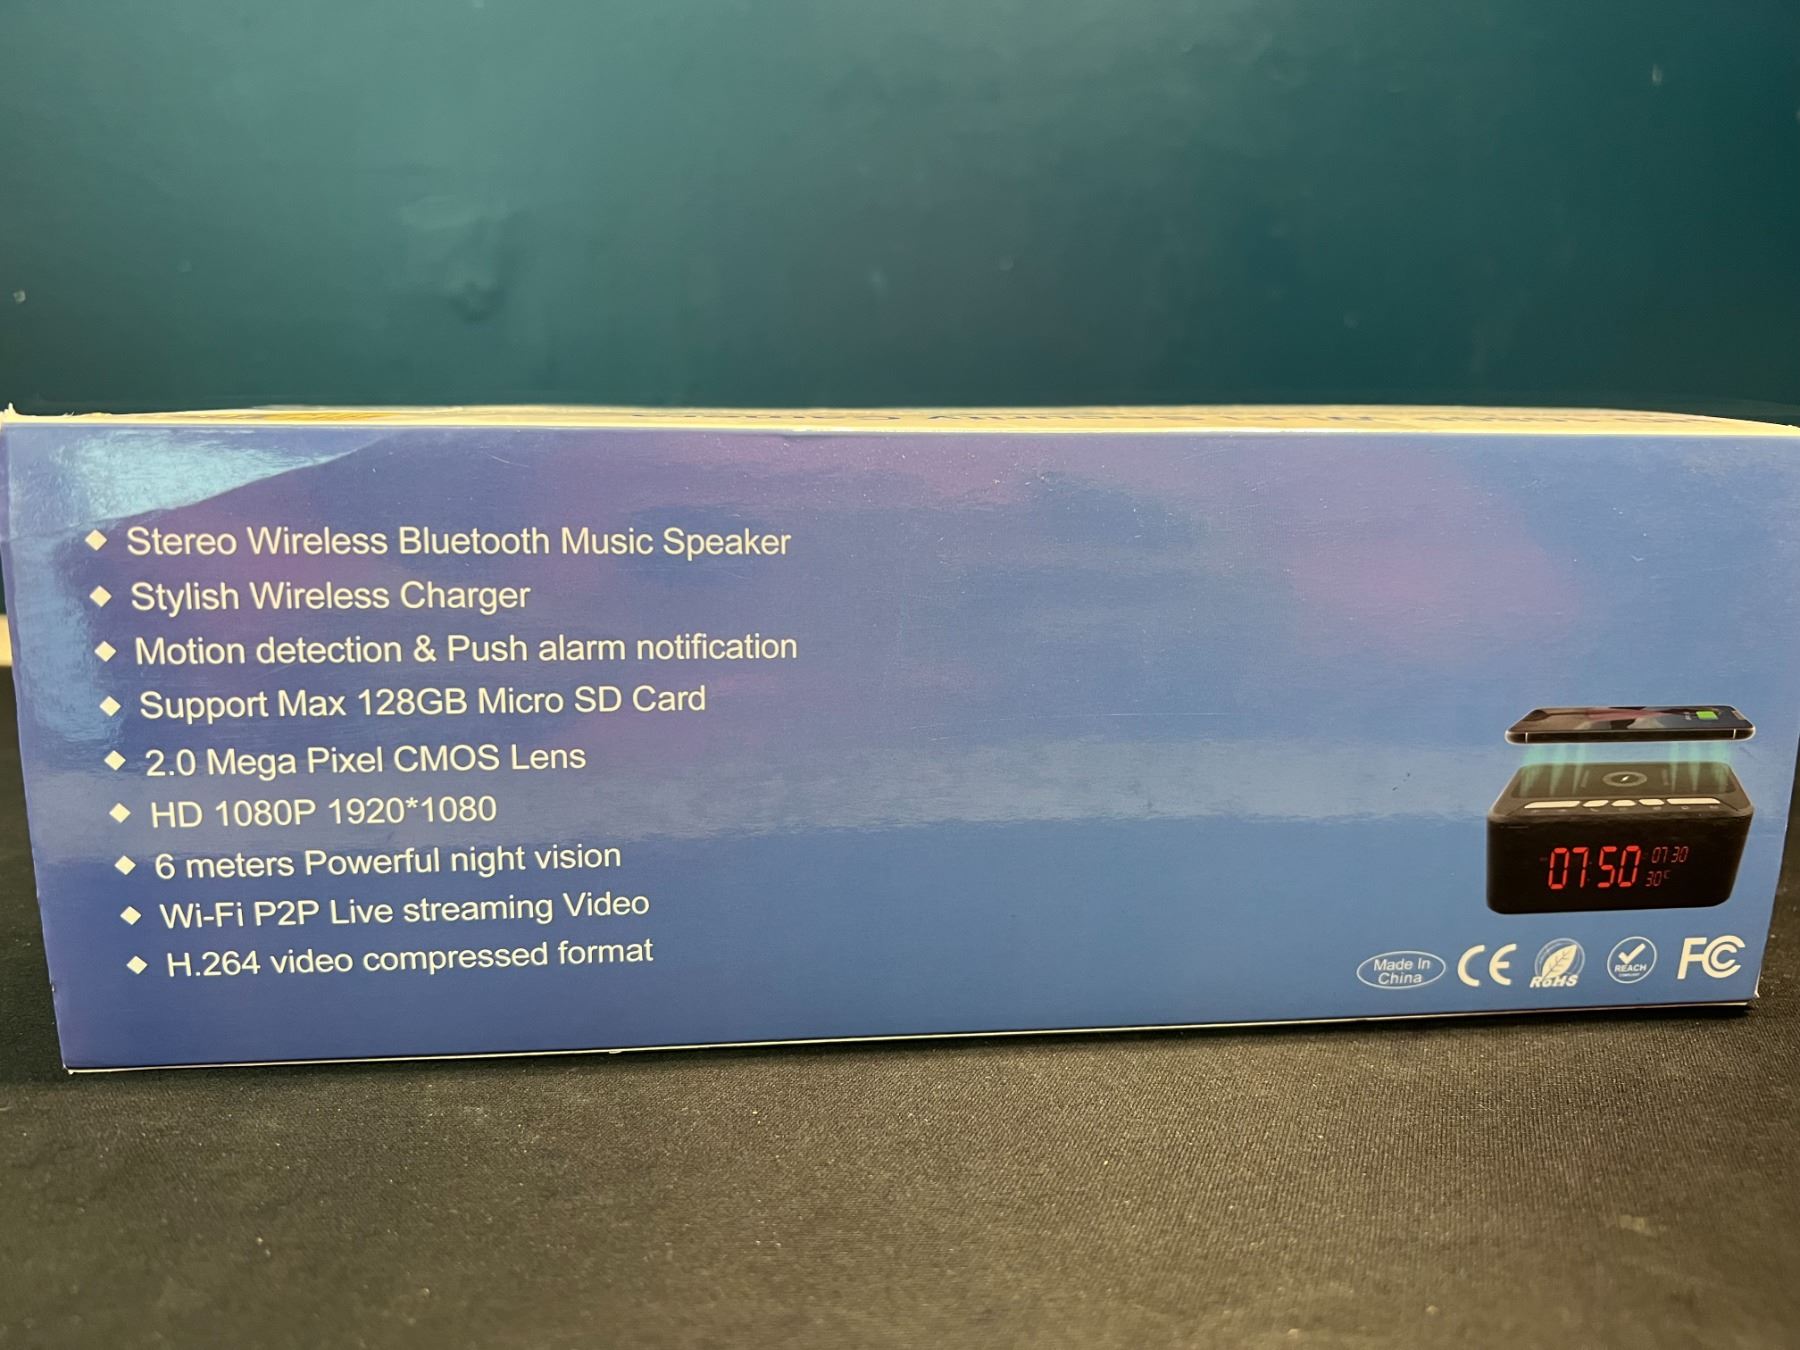 Stereo Wireless Bluetooth Music Speaker
Stylish Wireless Charger
Motion detection & Push alarm notification
Support Max 128GB Micro SD Card
2.0 Mega Pixel CMOS Lens
HD 1080P 1920*1080
6 meters Powerful night vision
Wi-Fi P2P Live streaming Video
H.264 video compressed format
07:50 07 30
30°C
Made In
China
CE
RoHS
REACH
FC